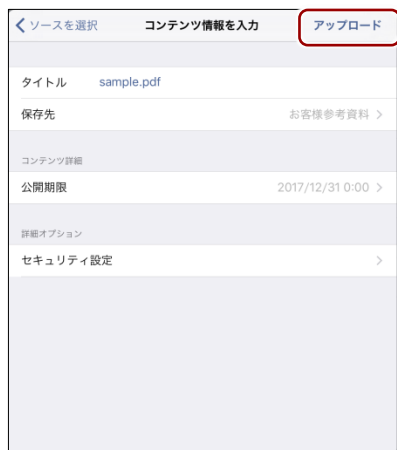 ソースを選択 コンテンツ情報を入力 アップロード
タイトル sample.pdf
保存先 お客様参考資料
コンテンツ詳細
公開期限 2017/12/31 0:00
詳細オプション
セキュリティ設定